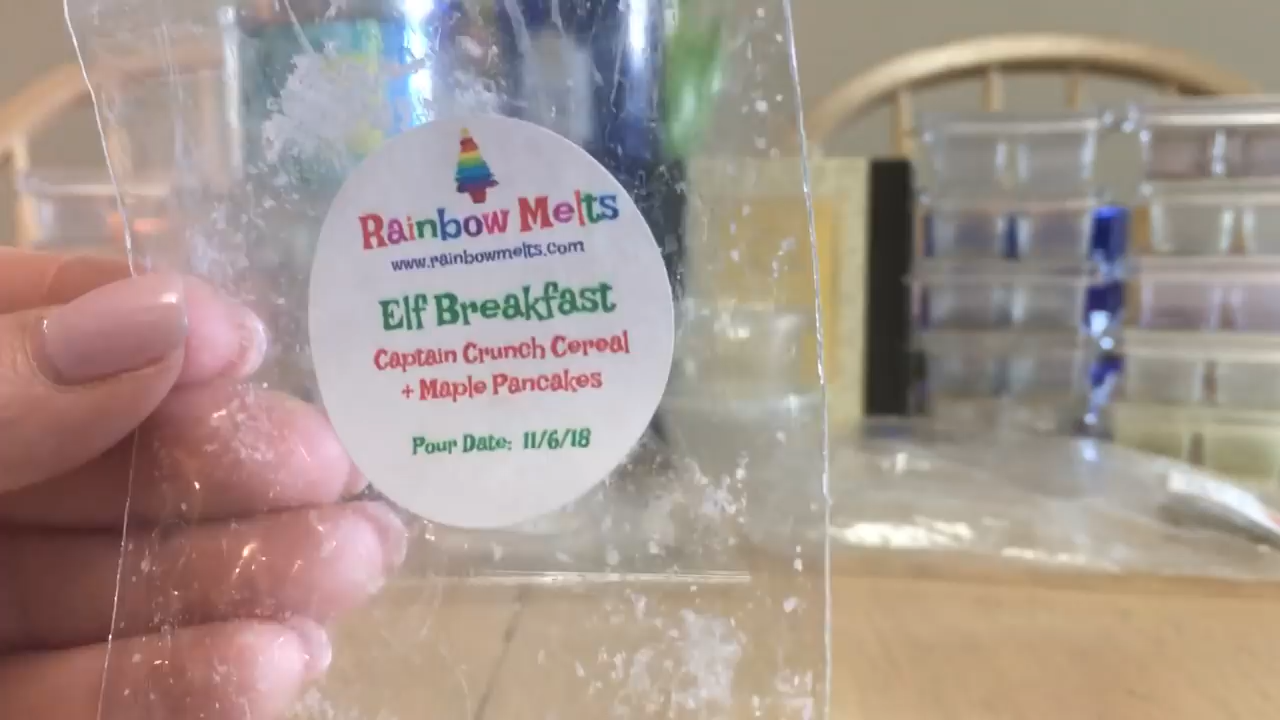 Rainbow Melts
www.rainbowmelts.com
Elf Breakfast
Captain Crunch Cereal
+ Maple Pancakes
Pour Date: 11/6/18